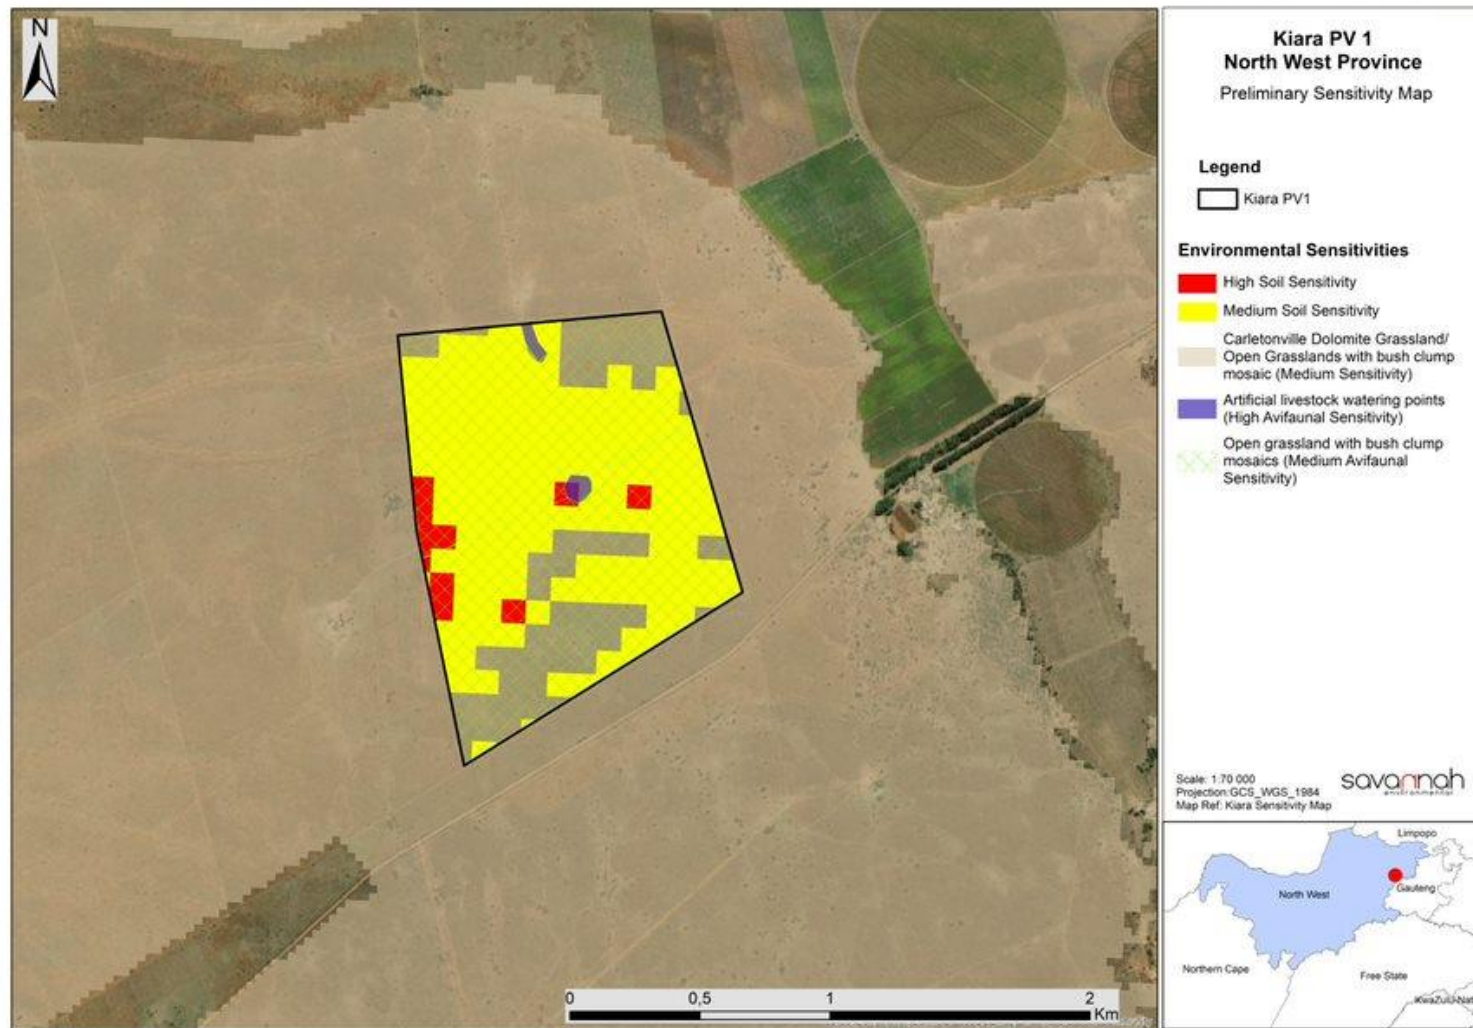 N
Kiara PV 1
North West Province
Preliminary Sensitivity Map
Legend
Kiara PV1
Environmental Sensitivities
High Soil Sensitivity
Medium Soil Sensitivity
Carletonville Dolomite Grassland/
Open Grasslands with bush clump
mosaic (Medium Sensitivity)
Artificial livestock watering points
(High Avifaunal Sensitivity)
Open grassland with bush clump
mosaics (Medium Avifaunal
Sensitivity)
Scale: 1:70 000
Projection:GCS_WGS_1984
Map Ref: Kiara Sensitivity Map
savannah
environmental
Limpopo
North West
Gauteng
Northern Cape
Free State
KwaZulu-Nat
0 0,5 1 2
Km